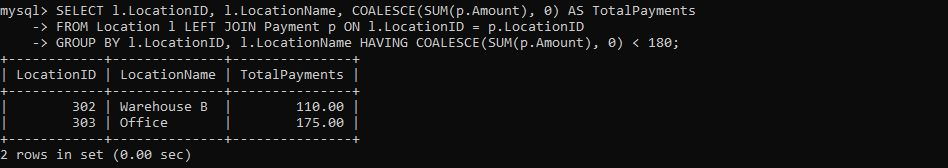 mysql> SELECT l.LocationID, l.LocationName, COALESCE(SUM(p.Amount), 0) AS TotalPayments
    -> FROM Location l LEFT JOIN Payment p ON l.LocationID = p.LocationID
    -> GROUP BY l.LocationID, l.LocationName HAVING COALESCE(SUM(p.Amount), 0) < 180;
+------------+--------------+---------------+
| LocationID | LocationName | TotalPayments |
+------------+--------------+---------------+
|        302 | Warehouse B  |        110.00 |
|        303 | Office       |        175.00 |
+------------+--------------+---------------+
2 rows in set (0.00 sec)